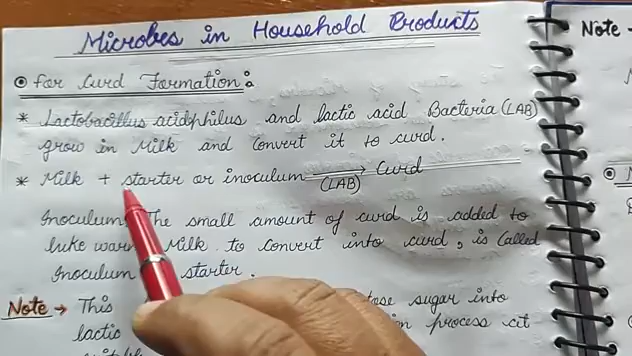 Microbes in Household Products
for Curd Formation:
* Lactobacillus acidphilus and lactic acid Bacteria (LAB)
grow in Milk and Convert it to curd.
* Milk + starter or inoculum → Curd
(LAB)
Inoculum The small amount of curd is added to
luke warm Milk to convert into curd, is Called
Inoculum starter.
Note → This sugar into
lactic process
Note -